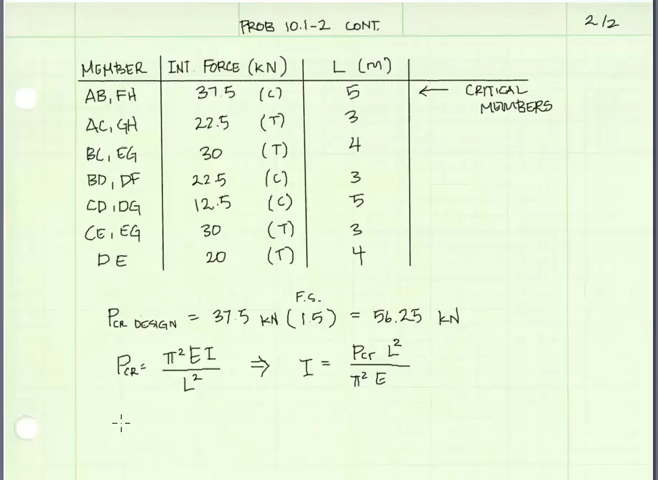 PROB 10.1-2 CONT. 2/2
MEMBER INT FORCE (KN) L (m)
AB, FH 37.5 (C) 5 ← CRITICAL MEMBERS
AC, GH 22.5 (T) 3
BC, EG 30 (T) 4
BD, DF 22.5 (C) 3
CD, DG 12.5 (C) 5
CE, EG 30 (T) 3
DE 20 (T) 4
F.S.
PCR DESIGN = 37.5 KN (1.5) = 56.25 KN
PCR = π² E I / L² ⇒ I = Pcr L² / π² E